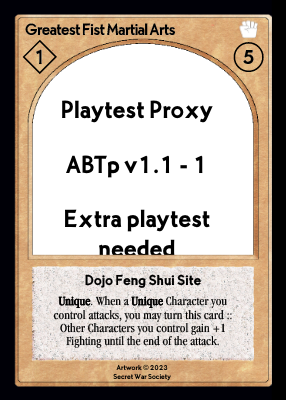 Greatest Fist Martial Arts
1
5
Playtest Proxy
ABTp v1.1 - 1
Extra playtest
needed
Dojo Feng Shui Site
Unique. When a Unique Character you
control attacks, you may turn this card ::
Other Characters you control gain +1
Fighting until the end of the attack.
Artwork © 2023
Secret War Society